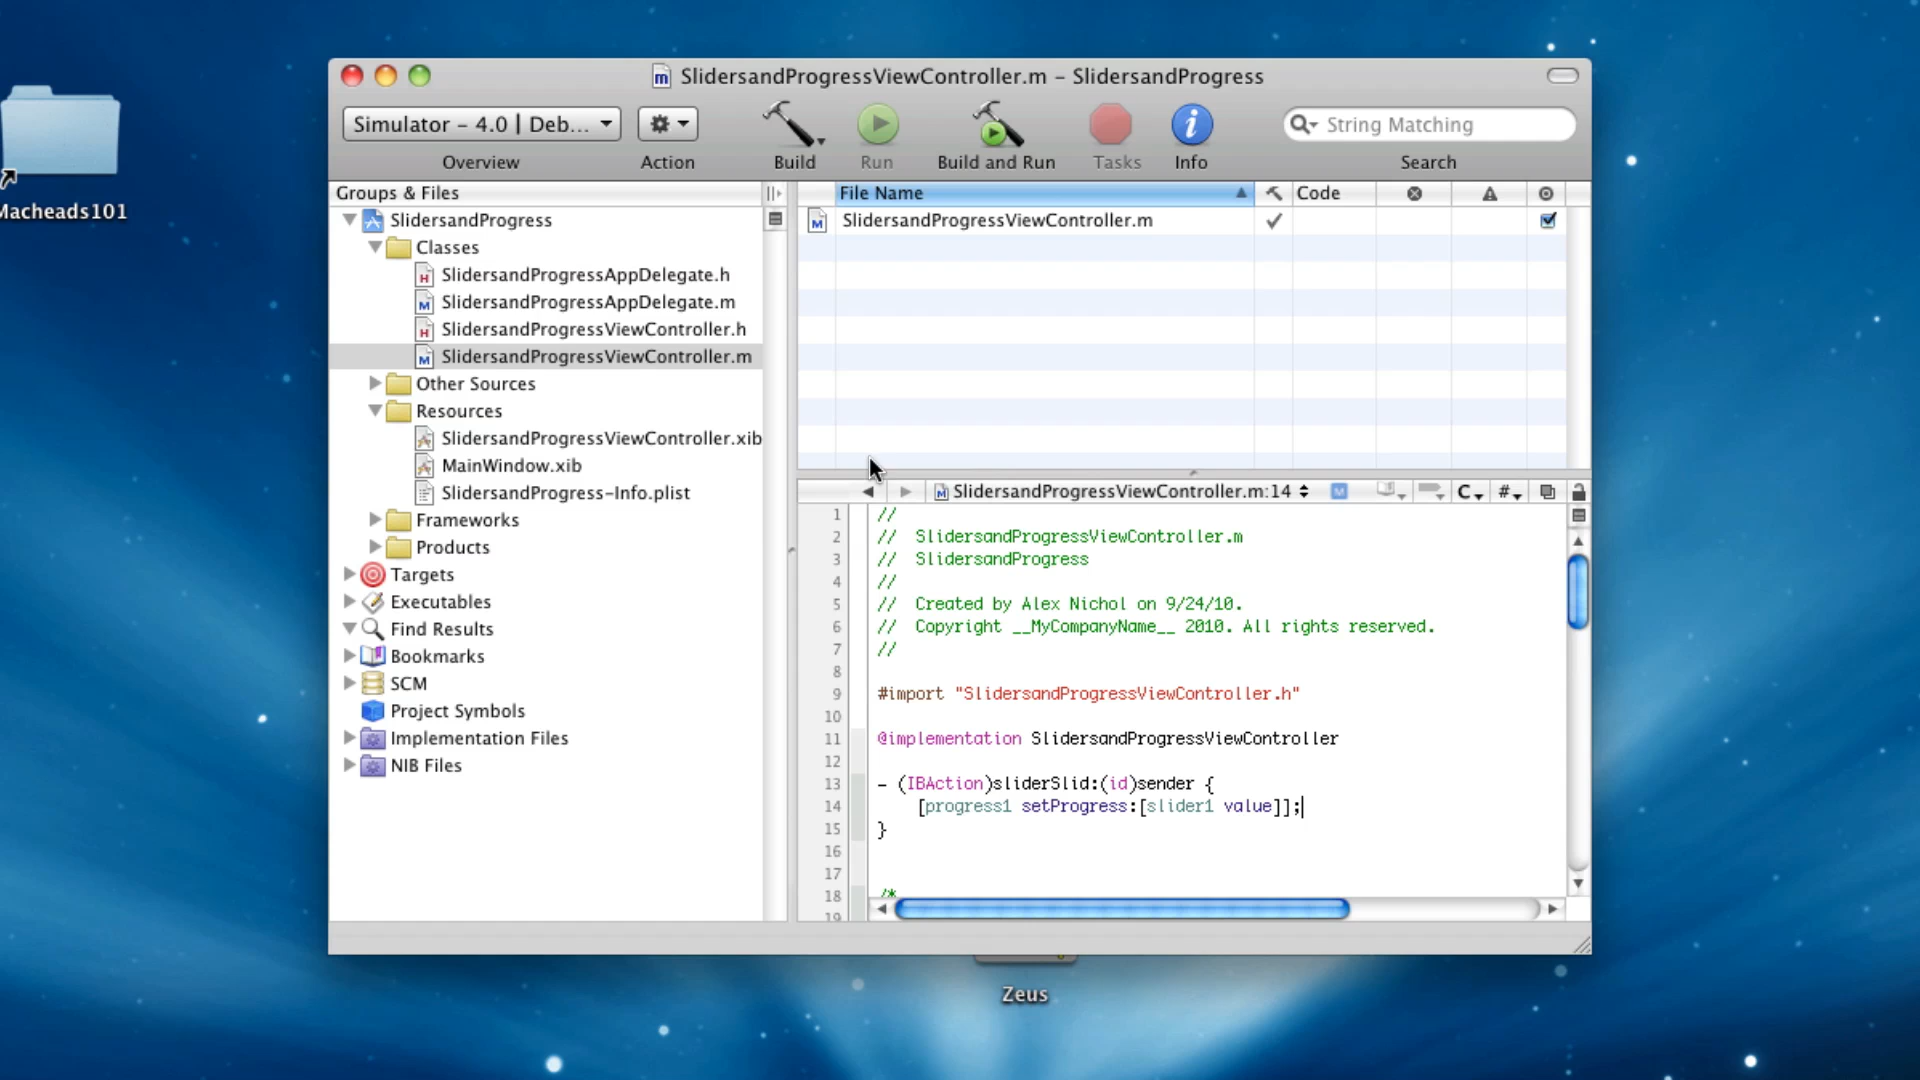 SlidersandProgressViewController.m – SlidersandProgress
Simulator – 4.0 | Deb...
String Matching
Overview
Action
Build
Run
Build and Run
Tasks
Info
Search
Macheads101
Groups & Files
SlidersandProgress
Classes
SlidersandProgressAppDelegate.h
SlidersandProgressAppDelegate.m
SlidersandProgressViewController.h
SlidersandProgressViewController.m
Other Sources
Resources
SlidersandProgressViewController.xib
MainWindow.xib
SlidersandProgress-Info.plist
Frameworks
Products
Targets
Executables
Find Results
Bookmarks
SCM
Project Symbols
Implementation Files
NIB Files
File Name
Code
SlidersandProgressViewController.m
SlidersandProgressViewController.m:14
C
#
1 //
2 // SlidersandProgressViewController.m
3 // SlidersandProgress
4 //
5 // Created by Alex Nichol on 9/24/10.
6 // Copyright __MyCompanyName__ 2010. All rights reserved.
7 //
8
9 #import "SlidersandProgressViewController.h"
10
11 @implementation SlidersandProgressViewController
12
13 - (IBAction)sliderSlid:(id)sender {
14 [progress1 setProgress:[slider1 value]];
15 }
16
17
18 /*
19
Zeus